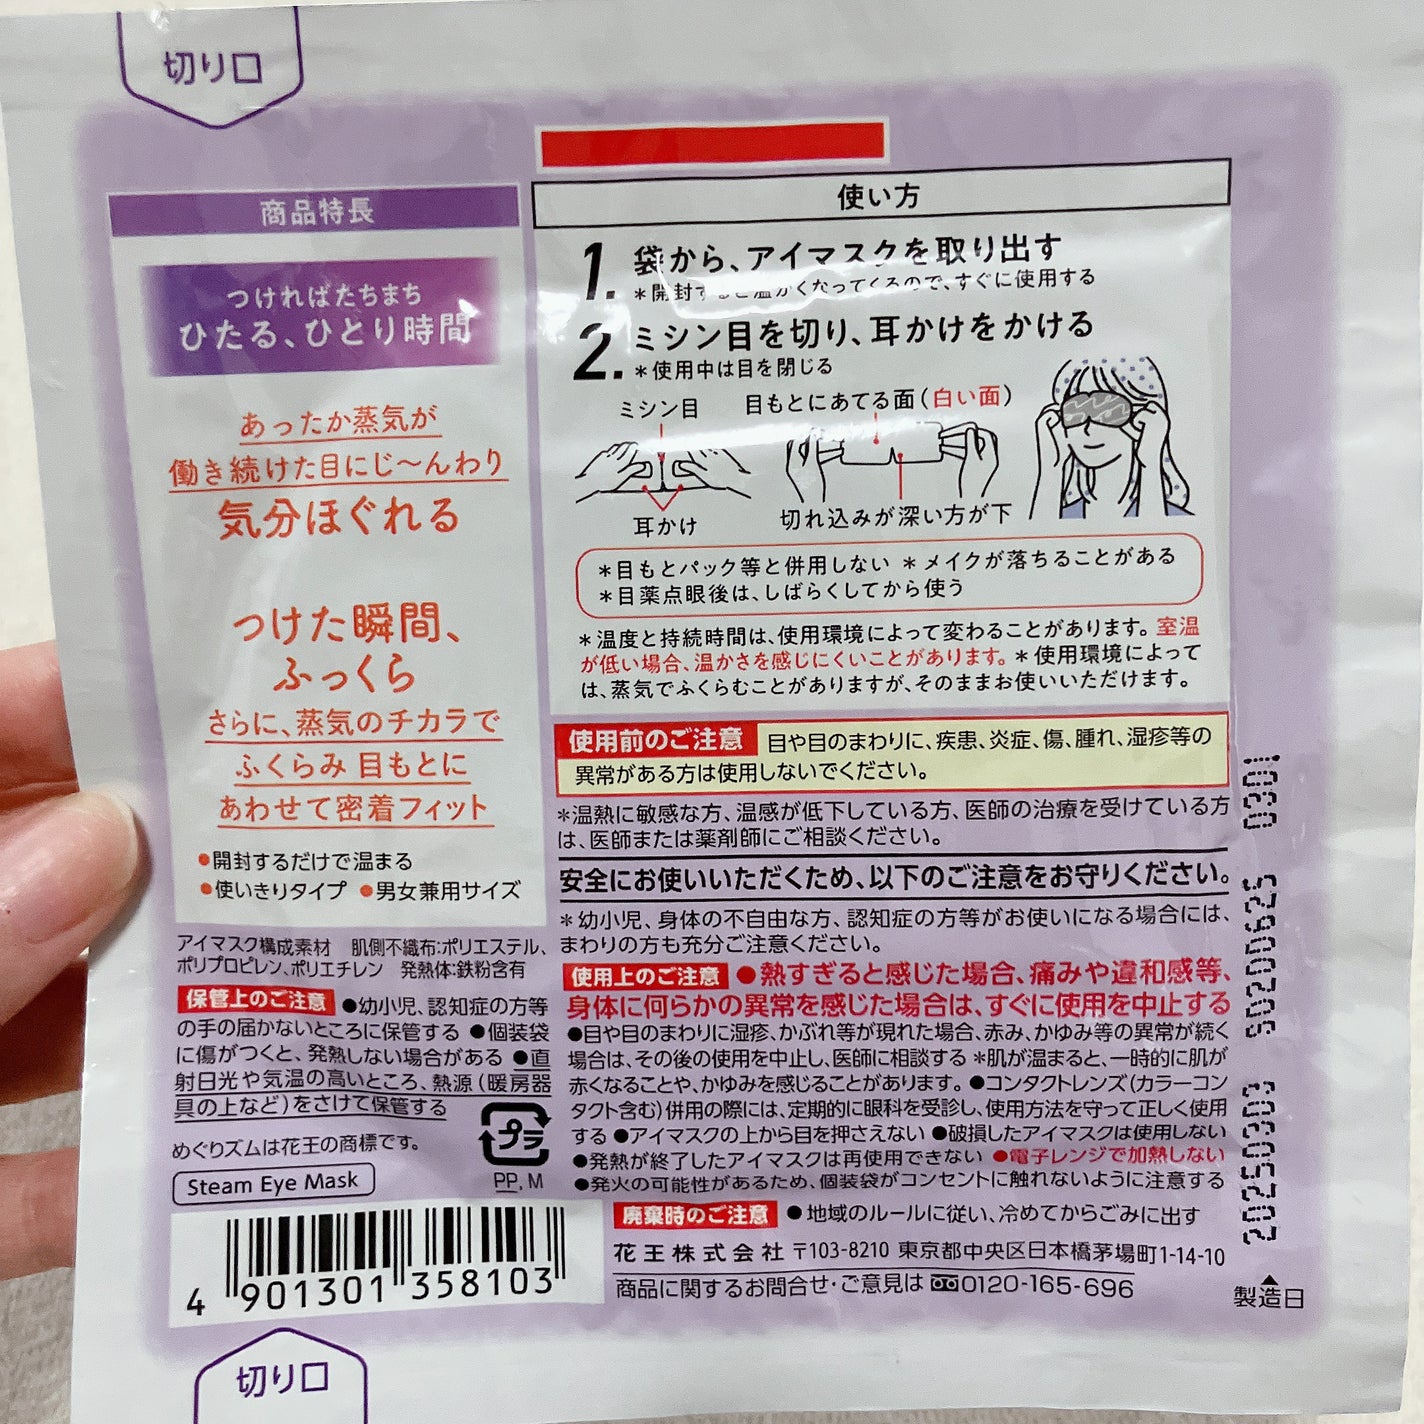 切り口
商品特長
つければたちまち
ひたる、ひとり時間
あったか蒸気が
働き続けた目にじ〜んわり
気分ほぐれる
つけた瞬間、
ふっくら
さらに、蒸気のチカラで
ふくらみ 目もとに
あわせて密着フィット
●開封するだけで温まる
●使いきりタイプ ●男女兼用サイズ
アイマスク構成素材 肌側不織布:ポリエステル、
ポリプロピレン、ポリエチレン 発熱体:鉄粉含有
保管上のご注意 ●幼小児、認知症の方等
の手の届かないところに保管する ●個装袋
に傷がつくと、発熱しない場合がある ●直
射日光や気温の高いところ、熱源(暖房器
具の上など)をさけて保管する
めぐりズムは花王の商標です。
Steam Eye Mask
プラ
PP, M
4 901301 358103
切り口
使い方
1. 袋から、アイマスクを取り出す
*開封すると温かくなってくるので、すぐに使用する
2. ミシン目を切り、耳かけをかける
*使用中は目を閉じる
ミシン目 目もとにあてる面(白い面)
耳かけ 切れ込みが深い方が下
*目もとパック等と併用しない *メイクが落ちることがある
*目薬点眼後は、しばらくしてから使う
*温度と持続時間は、使用環境によって変わることがあります。室温
が低い場合、温かさを感じにくいことがあります。*使用環境によって
は、蒸気でふくらむことがありますが、そのままお使いいただけます。
使用前のご注意 目や目のまわりに、疾患、炎症、傷、腫れ、湿疹等の
異常がある方は使用しないでください。
*温熱に敏感な方、温感が低下している方、医師の治療を受けている方
は、医師または薬剤師にご相談ください。
安全にお使いいただくため、以下のご注意をお守りください。
*幼小児、身体の不自由な方、認知症の方等がお使いになる場合には、
まわりの方も充分ご注意ください。
使用上のご注意 ●熱すぎると感じた場合、痛みや違和感等、
身体に何らかの異常を感じた場合は、すぐに使用を中止する
●目や目のまわりに湿疹、かぶれ等が現れた場合、赤み、かゆみ等の異常が続く
場合は、その後の使用を中止し、医師に相談する *肌が温まると、一時的に肌が
赤くなることや、かゆみを感じることがあります。●コンタクトレンズ(カラーコン
タクト含む)併用の際には、定期的に眼科を受診し、使用方法を守って正しく使用
する ●アイマスクの上から目を押さえない ●破損したアイマスクは使用しない
●発熱が終了したアイマスクは再使用できない ●電子レンジで加熱しない
●発火の可能性があるため、個装袋がコンセントに触れないように注意する
廃棄時のご注意 ●地域のルールに従い、冷めてからごみに出す
花王株式会社 〒103-8210 東京都中央区日本橋茅場町1-14-10
商品に関するお問合せ・ご意見は 0120-165-696
20250303 S0200625 0301
▲
製造日